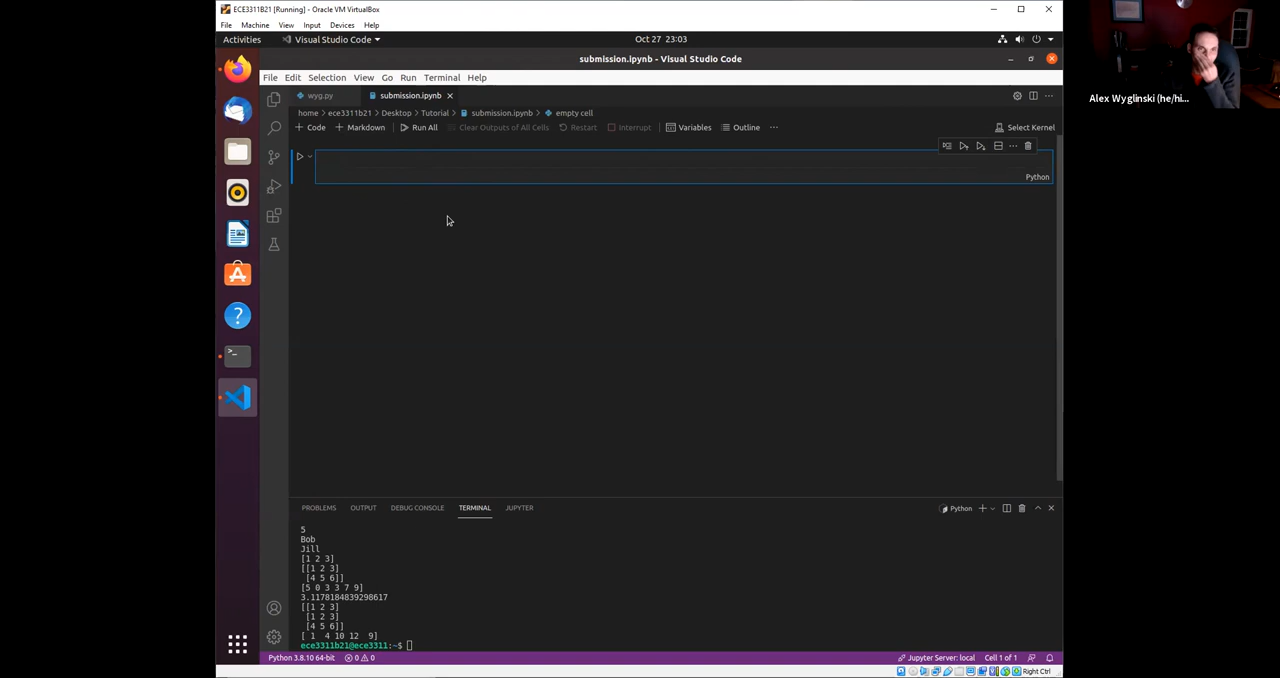 ECE3311B21 [Running] - Oracle VM VirtualBox
File Machine View Input Devices Help
Activities Visual Studio Code Oct 27 23:03
submission.ipynb - Visual Studio Code
File Edit Selection View Go Run Terminal Help
wyg.py submission.ipynb
home > ece3311b21 > Desktop > Tutorial > submission.ipynb > empty cell
+ Code + Markdown Run All Clear Outputs of All Cells Restart Interrupt Variables Outline ... Select Kernel
Python
PROBLEMS OUTPUT DEBUG CONSOLE TERMINAL JUPYTER Python
5
Bob
Jill
[1 2 3]
[[1 2 3]
[4 5 6]]
[5 0 3 3 7 9]
3.1178184839298617
[[1 2 3]
[1 2 3]
[4 5 6]]
[ 1 4 10 12 9]
ece3311b21@ece3311:~$
Python 3.8.10 64-bit 0 0 Jupyter Server: local Cell 1 of 1
Right Ctrl
Alex Wyglinski (he/hi...